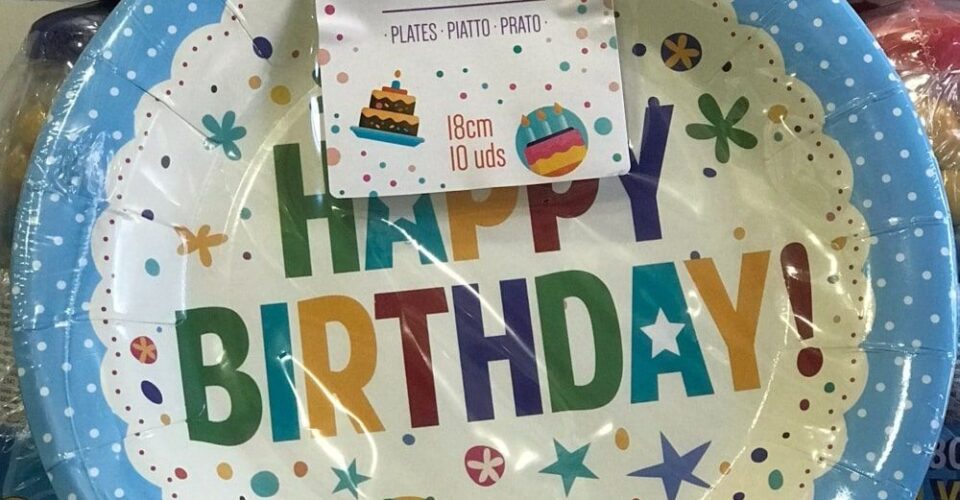 · PLATES · PIATTO · PRATO ·
18cm
10 uds
HAPPY
BIRTHDAY!